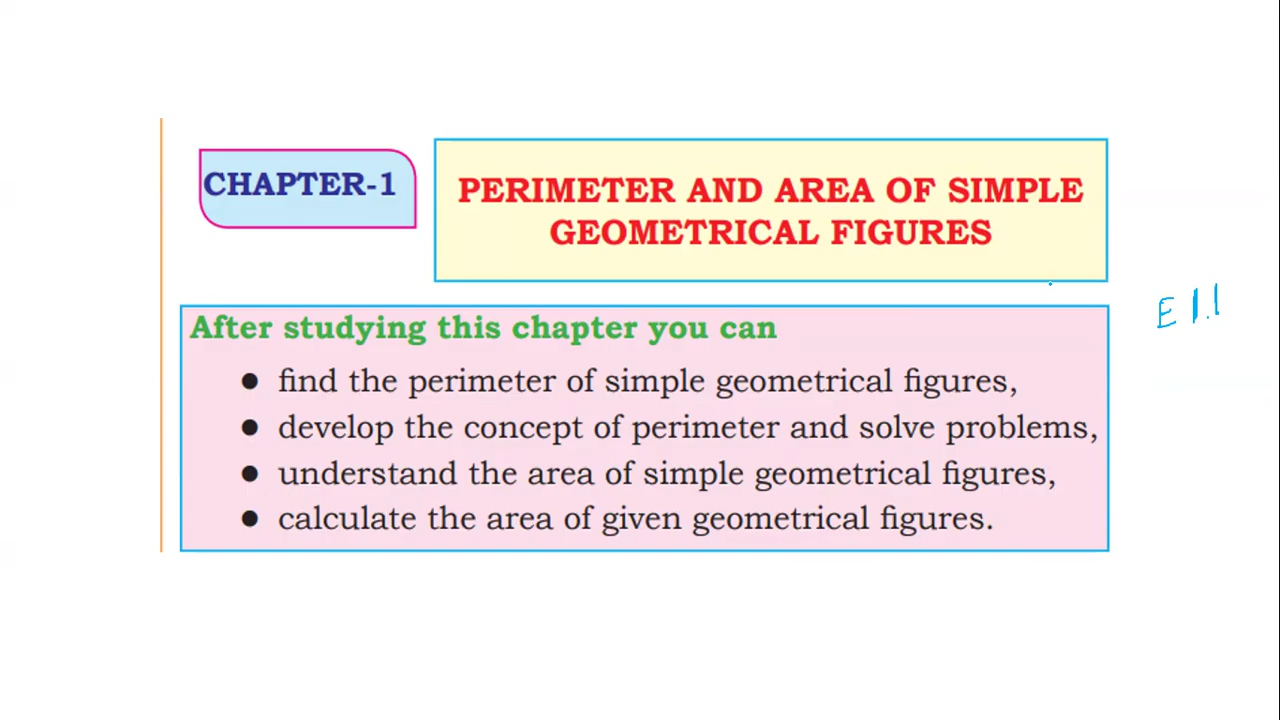 CHAPTER-1
PERIMETER AND AREA OF SIMPLE
GEOMETRICAL FIGURES
E 1.1
After studying this chapter you can
● find the perimeter of simple geometrical figures,
● develop the concept of perimeter and solve problems,
● understand the area of simple geometrical figures,
● calculate the area of given geometrical figures.